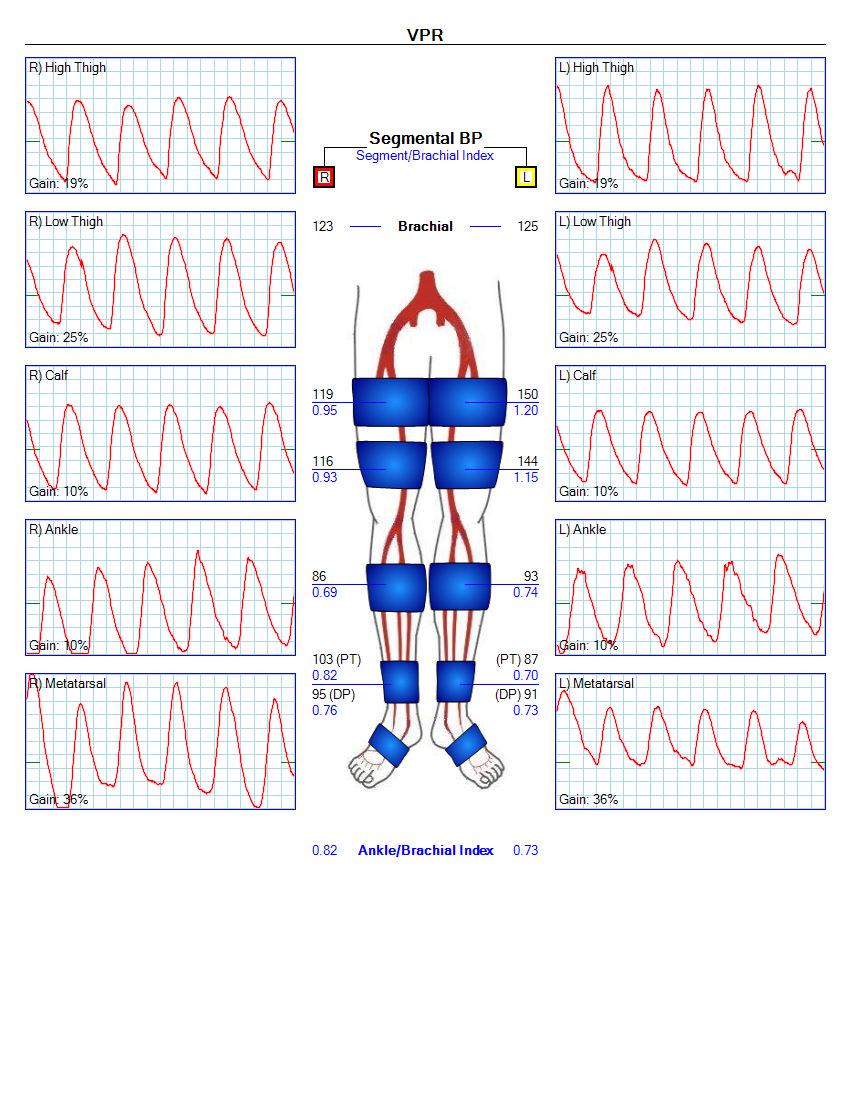 VPR
R) High Thigh
Gain: 19%
R) Low Thigh
Gain: 25%
R) Calf
Gain: 10%
R) Ankle
Gain: 10%
R) Metatarsal
Gain: 36%
Segmental BP
Segment/Brachial Index
R L
123 Brachial 125
119 150
0.95 1.20
116 144
0.93 1.15
86 93
0.69 0.74
103 (PT) (PT) 87
0.82 0.70
95 (DP) (DP) 91
0.76 0.73
0.82 Ankle/Brachial Index 0.73
L) High Thigh
Gain: 19%
L) Low Thigh
Gain: 25%
L) Calf
Gain: 10%
L) Ankle
Gain: 10%
L) Metatarsal
Gain: 36%